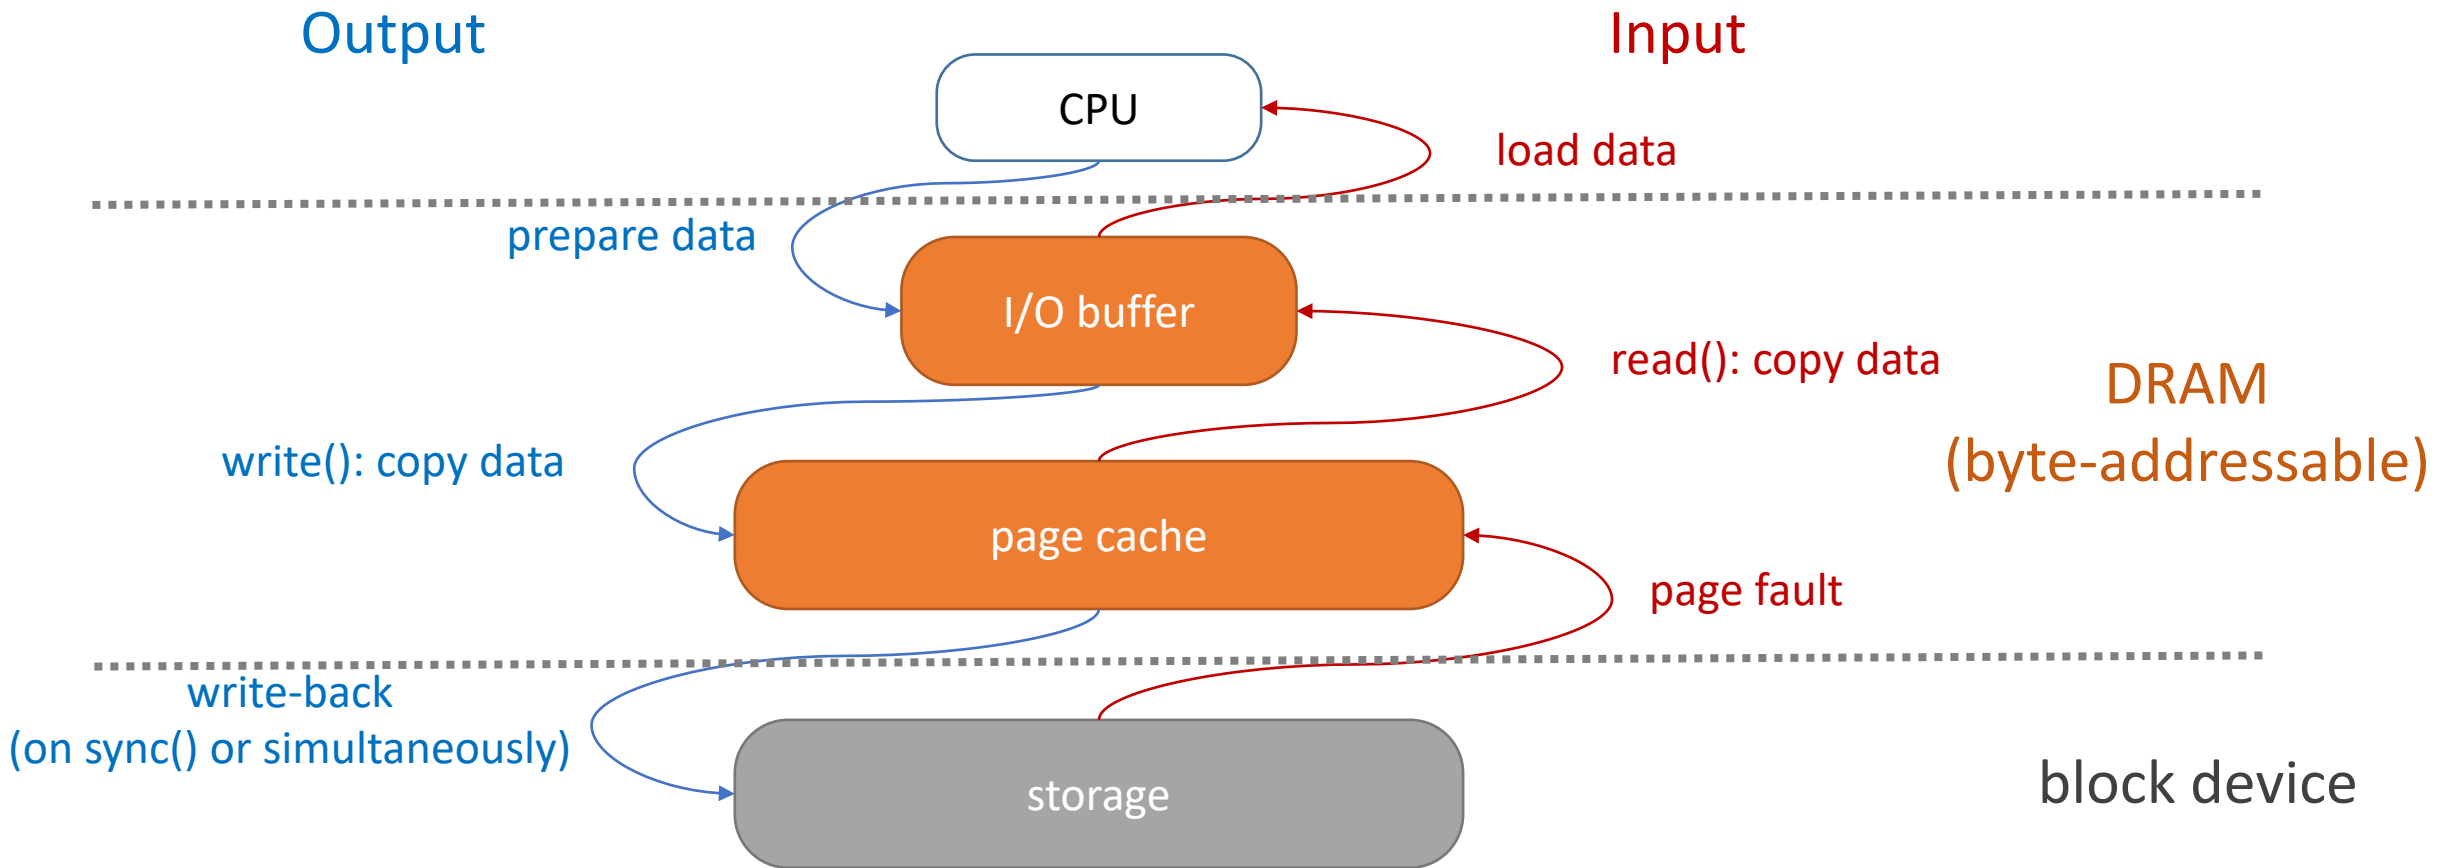 Output
Input
CPU
load data
prepare data
I/O buffer
read(): copy data
DRAM
(byte-addressable)
write(): copy data
page cache
page fault
write-back
(on sync() or simultaneously)
storage
block device